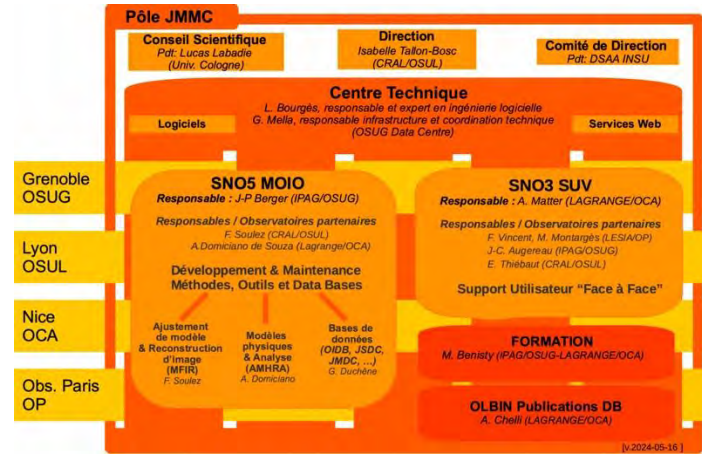 Pôle JMMC
Conseil Scientifique
Pdt: Lucas Labadie
(Univ. Cologne)
Direction
Isabelle Tallon-Bosc
(CRAL/OSUL)
Comité de Direction
Pdt: DSAA INSU
Centre Technique
L. Bourgés, responsable et expert en ingénierie logicielle
G. Mella, responsable infrastructure et coordination technique
(OSUG Data Centre)
Logiciels
Services Web
Grenoble
OSUG
Lyon
OSUL
Nice
OCA
Obs. Paris
OP
SNO5 MOIO
Responsable : J-P Berger (IPAG/OSUG)
Responsables / Observatoires partenaires
F. Soulez (CRAL/OSUL)
A.Domiciano de Souza (Lagrange/OCA)
Développement & Maintenance
Méthodes, Outils et Data Bases
Ajustement
de modèle
& Reconstruction
d'image
(MFIR)
F. Soulez
Modèles
physiques
& Analyse
(AMHRA)
A. Domiciano
Bases de
données
(OIDB, JSDC,
JMDC, ...)
G. Duchêne
SNO3 SUV
Responsable : A. Matter (LAGRANGE/OCA)
Responsables / Observatoires partenaires
F. Vincent, M. Montargès (LESIA/OP)
J-C. Augereau (IPAG/OSUG)
E. Thiébaut (CRAL/OSUL)
Support Utilisateur "Face à Face"
FORMATION
M. Benisty (IPAG/OSUG-LAGRANGE/OCA)
OLBIN Publications DB
A. Chelli (LAGRANGE/OCA)
[v.2024-05-16 ]